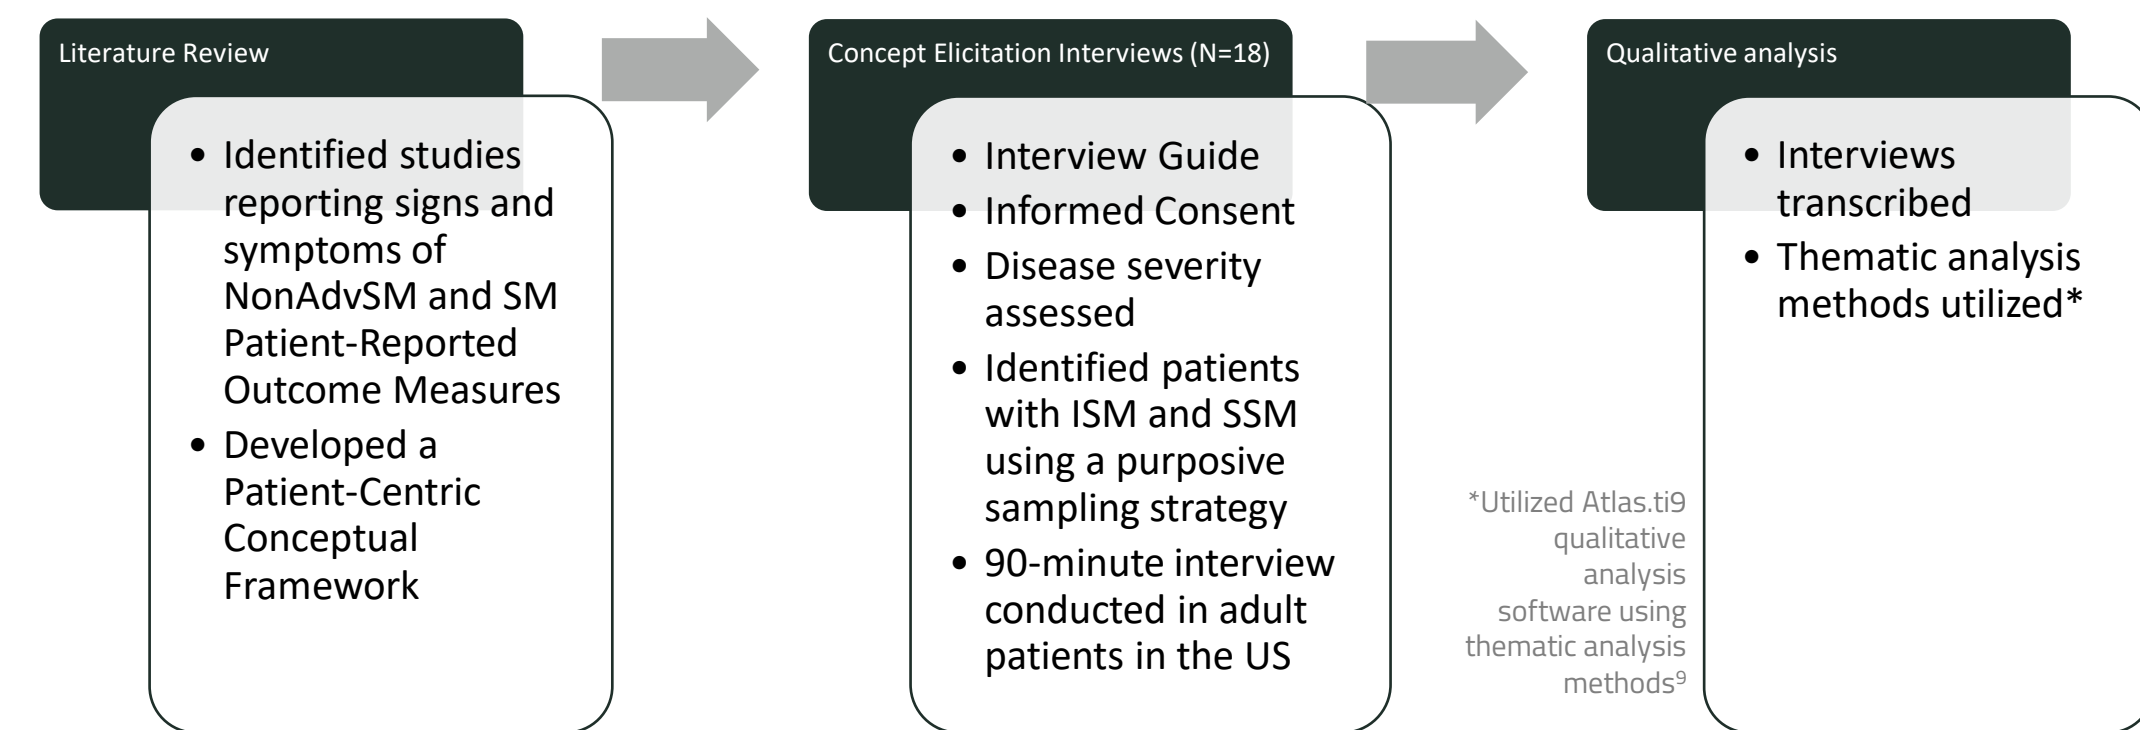 Literature Review
• Identified studies
reporting signs and
symptoms of
NonAdvSM and SM
Patient-Reported
Outcome Measures
• Developed a
Patient-Centric
Conceptual
Framework
Concept Elicitation Interviews (N=18)
• Interview Guide
• Informed Consent
• Disease severity
assessed
• Identified patients
with ISM and SSM
using a purposive
sampling strategy
• 90-minute interview
conducted in adult
patients in the US
Qualitative analysis
• Interviews
transcribed
• Thematic analysis
methods utilized*
*Utilized Atlas.ti9
qualitative
analysis
software using
thematic analysis
methods⁹